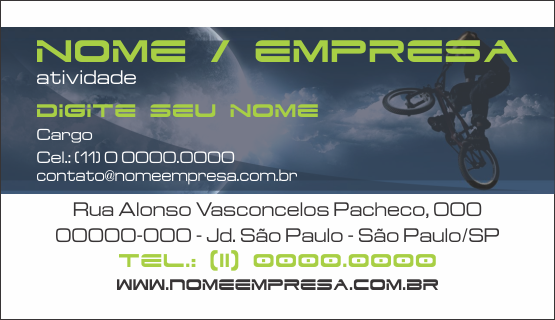 NOME / EMPRESA
atividade
DIGITE SEU NOME
Cargo
Cel.: (11) 0 0000.0000
contato@nomeempresa.com.br
Rua Alonso Vasconcelos Pacheco, 000
00000-000 - Jd. São Paulo - São Paulo/SP
TEL.: (11) 0000.0000
WWW.NOMEEMPRESA.COM.BR